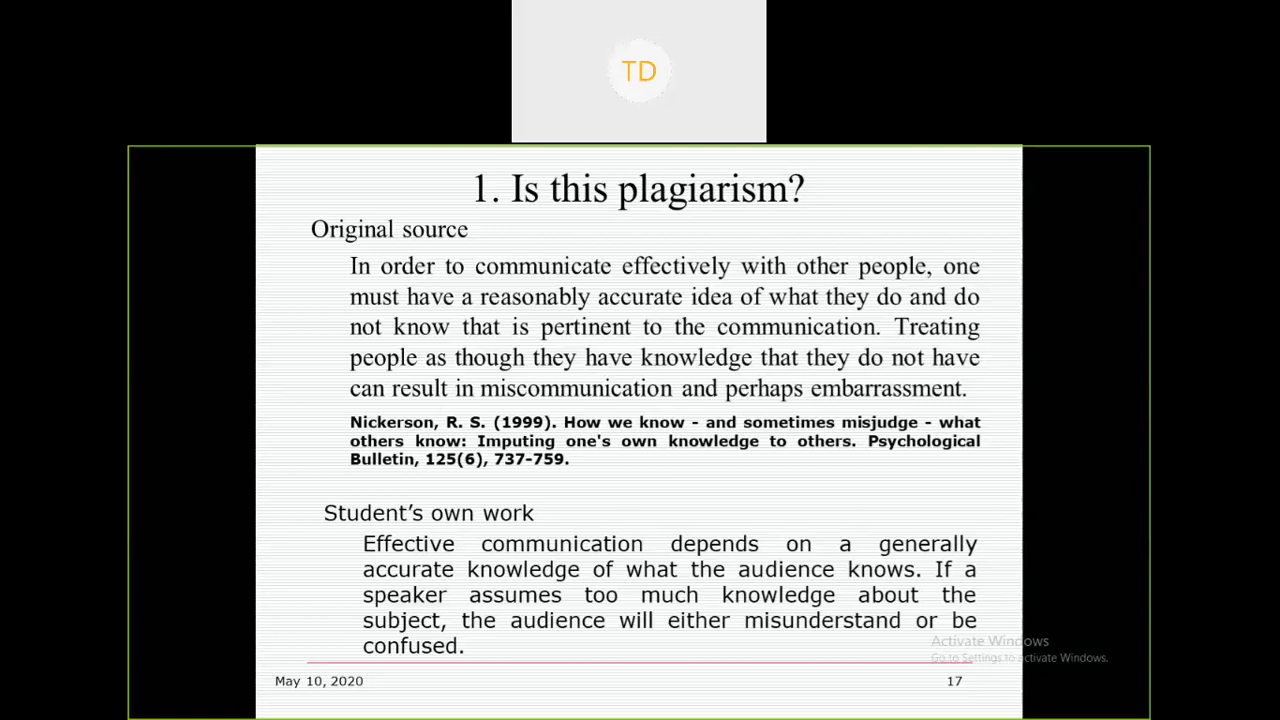 TD
1. Is this plagiarism?
Original source
In order to communicate effectively with other people, one
must have a reasonably accurate idea of what they do and do
not know that is pertinent to the communication. Treating
people as though they have knowledge that they do not have
can result in miscommunication and perhaps embarrassment.
Nickerson, R. S. (1999). How we know - and sometimes misjudge - what
others know: Imputing one's own knowledge to others. Psychological
Bulletin, 125(6), 737-759.
Student’s own work
Effective communication depends on a generally
accurate knowledge of what the audience knows. If a
speaker assumes too much knowledge about the
subject, the audience will either misunderstand or be
confused.
Activate Windows
Go to Settings to activate Windows.
May 10, 2020
17